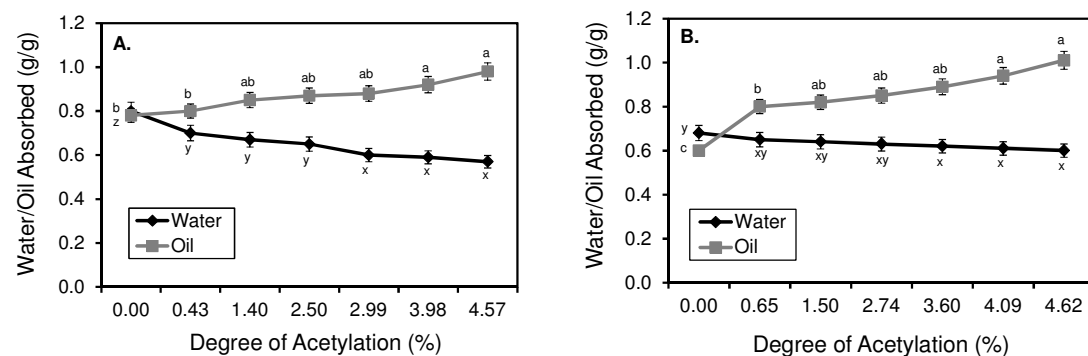 A.
Water/Oil Absorbed (g/g)
1.2
1.0
0.8
0.6
0.4
0.2
0.0
b
b
ab
ab
ab
a
a
z
y
y
y
x
x
x
Water
Oil
0.00 0.43 1.40 2.50 2.99 3.98 4.57
Degree of Acetylation (%)
B.
Water/Oil Absorbed (g/g)
1.2
1.0
0.8
0.6
0.4
0.2
0.0
y
b
ab
ab
ab
a
a
c
xy
xy
xy
x
x
x
Water
Oil
0.00 0.65 1.50 2.74 3.60 4.09 4.62
Degree of Acetylation (%)